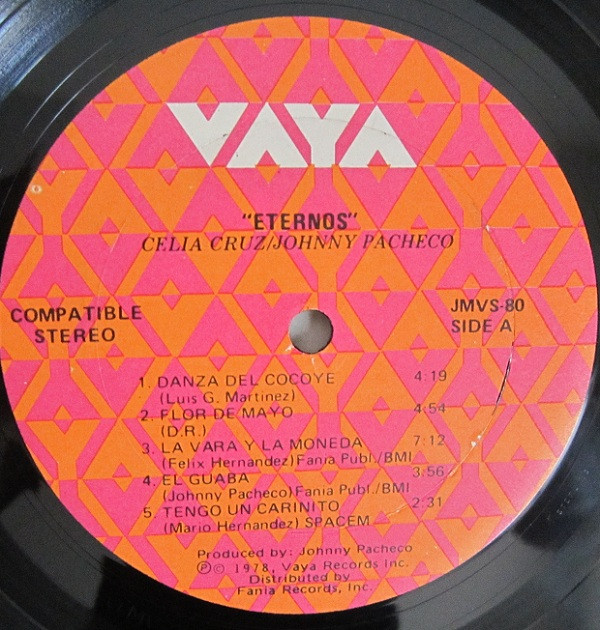 VAYA
"ETERNOS"
CELIA CRUZ/JOHNNY PACHECO
COMPATIBLE
STEREO
JMVS-80
SIDE A
1. DANZA DEL COCOYE 4:19
(Luis G. Martinez)
2. FLOR DE MAYO 4:54
(D.R.)
3. LA VARA Y LA MONEDA 7:12
(Felix Hernandez) Fania Publ./BMI
4. EL GUABA 3:56
(Johnny Pacheco) Fania Publ./BMI
5. TENGO UN CARINITO 2:31
(Mario Hernandez) SPACEM
Produced by: Johnny Pacheco
℗© 1978, Vaya Records Inc.
Distributed by
Fania Records, Inc.